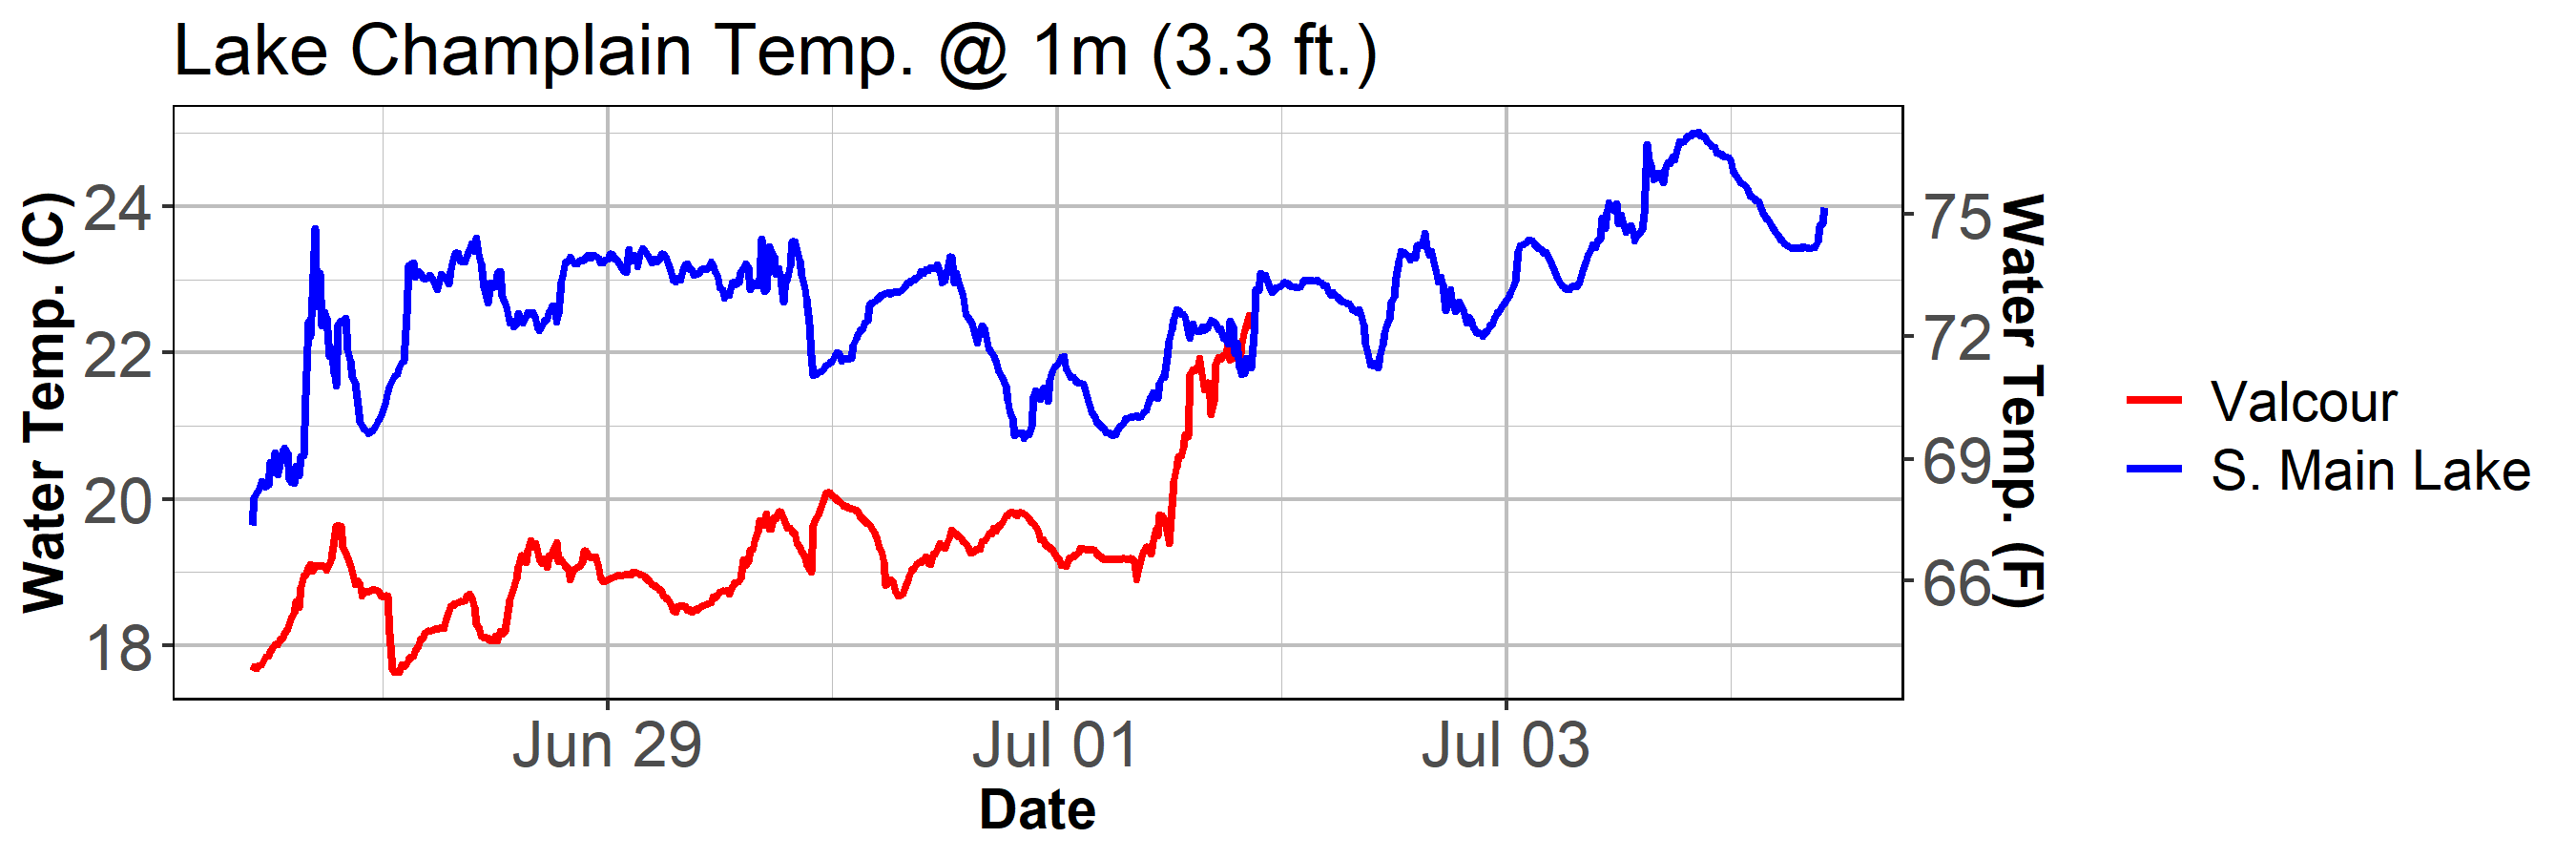 Lake Champlain Temp. @ 1m (3.3 ft.)
Water Temp. (C)
24
22
20
18
75
72
69
66
Water Temp. (F)
Jun 29
Jul 01
Jul 03
Date
Valcour
S. Main Lake